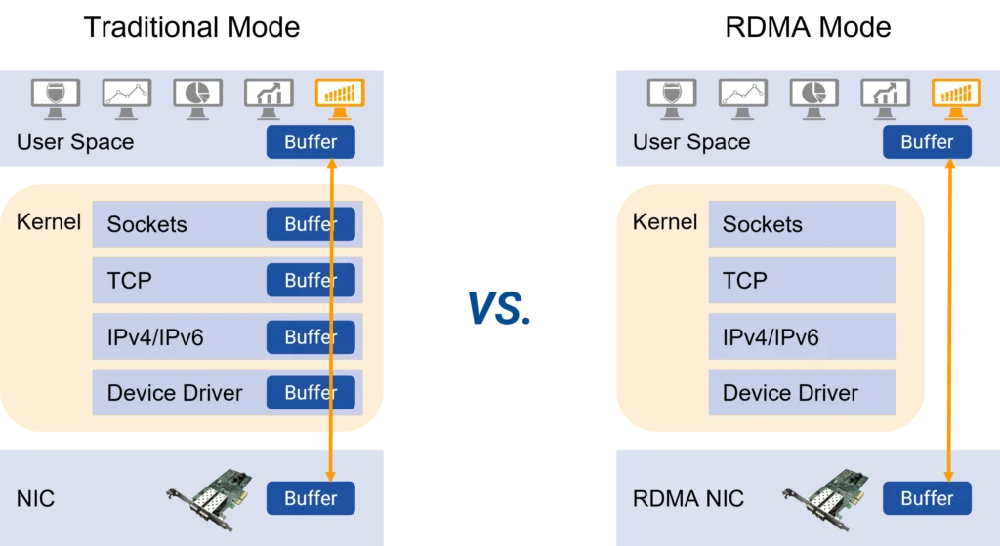 Traditional Mode
User Space
Buffer
Kernel
Sockets
Buffer
TCP
Buffer
IPv4/IPv6
Buffer
Device Driver
Buffer
NIC
Buffer
VS.
RDMA Mode
User Space
Buffer
Kernel
Sockets
TCP
IPv4/IPv6
Device Driver
RDMA NIC
Buffer